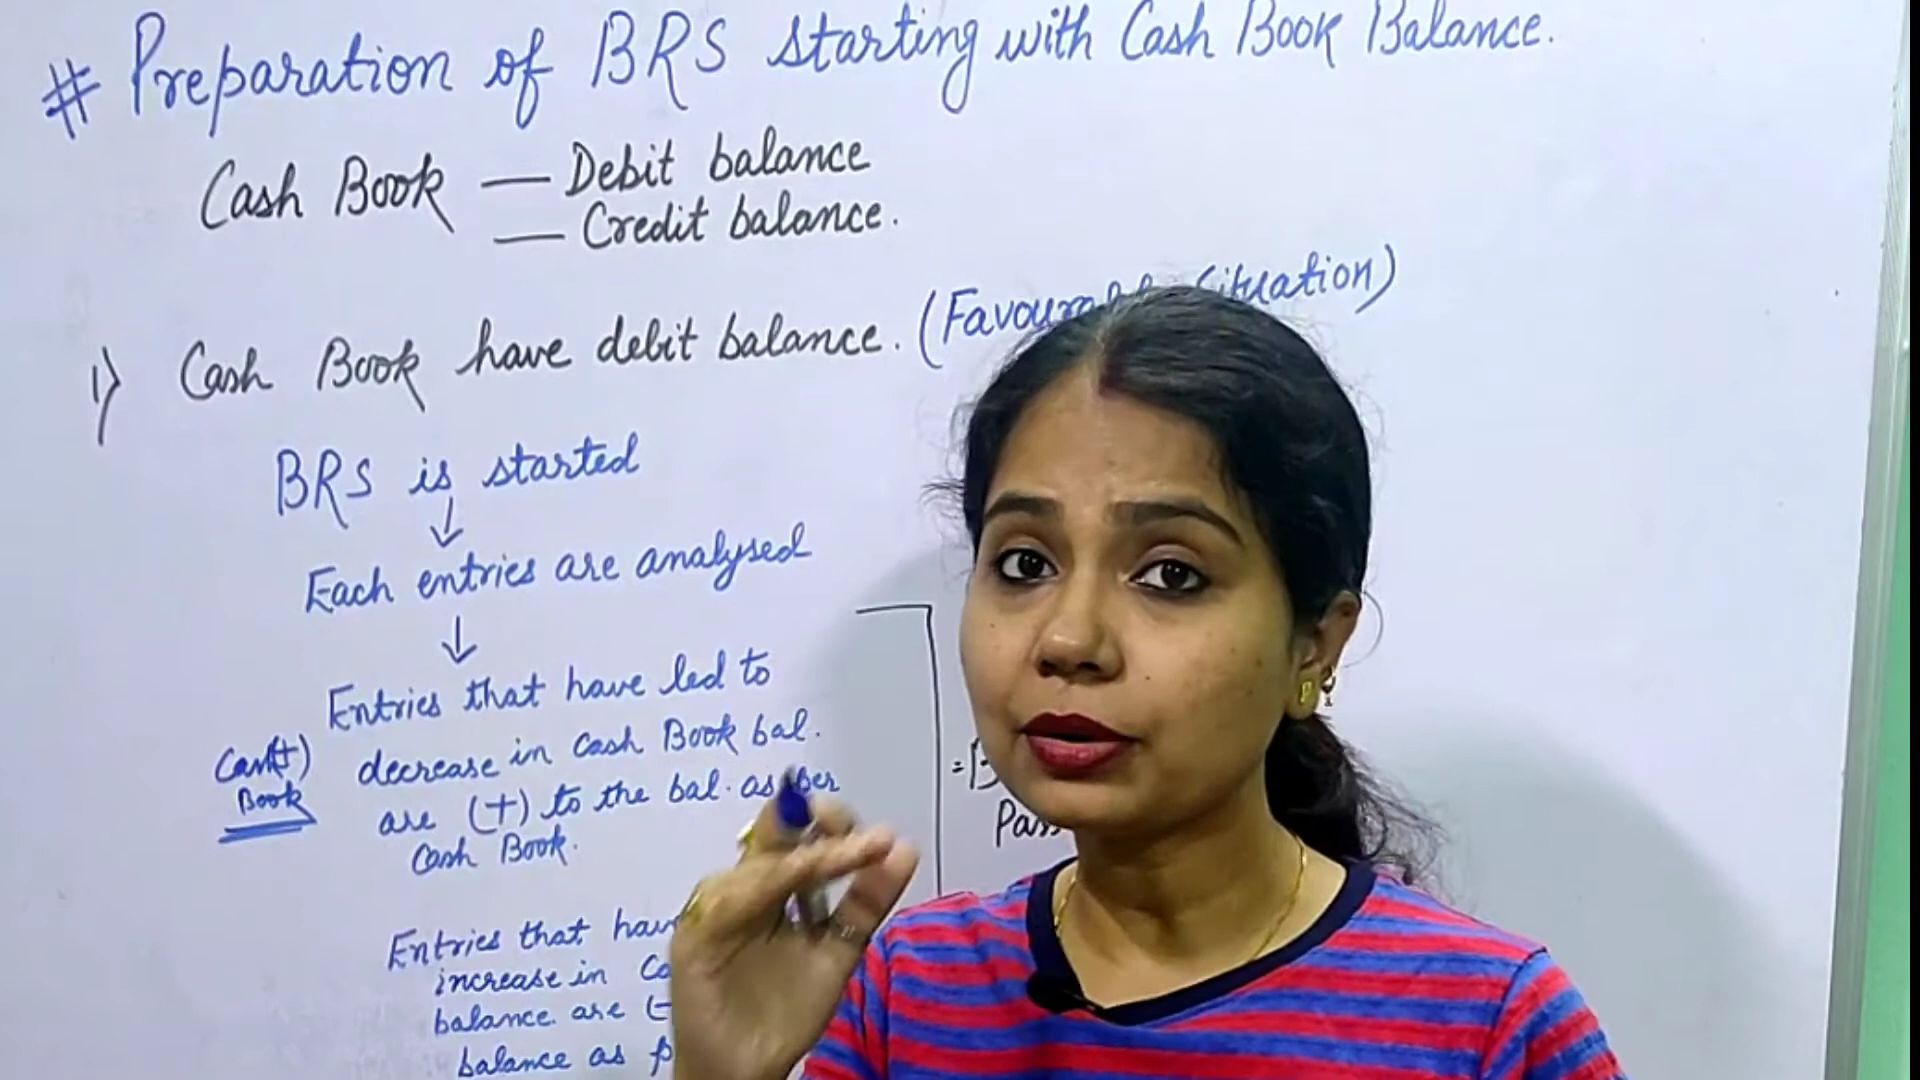 # Preparation of BRS starting with Cash Book Balance.
Cash Book — Debit balance
— Credit balance.
1) Cash Book have debit balance. (Favourable Situation)
BRS is started
↓
Each entries are analysed
↓
Entries that have led to
decrease in Cash Book bal.
are (+) to the bal. as per
Cash Book.
(+)
Book
Entries that have
increase in
balance are (-
balance as
=
Pass